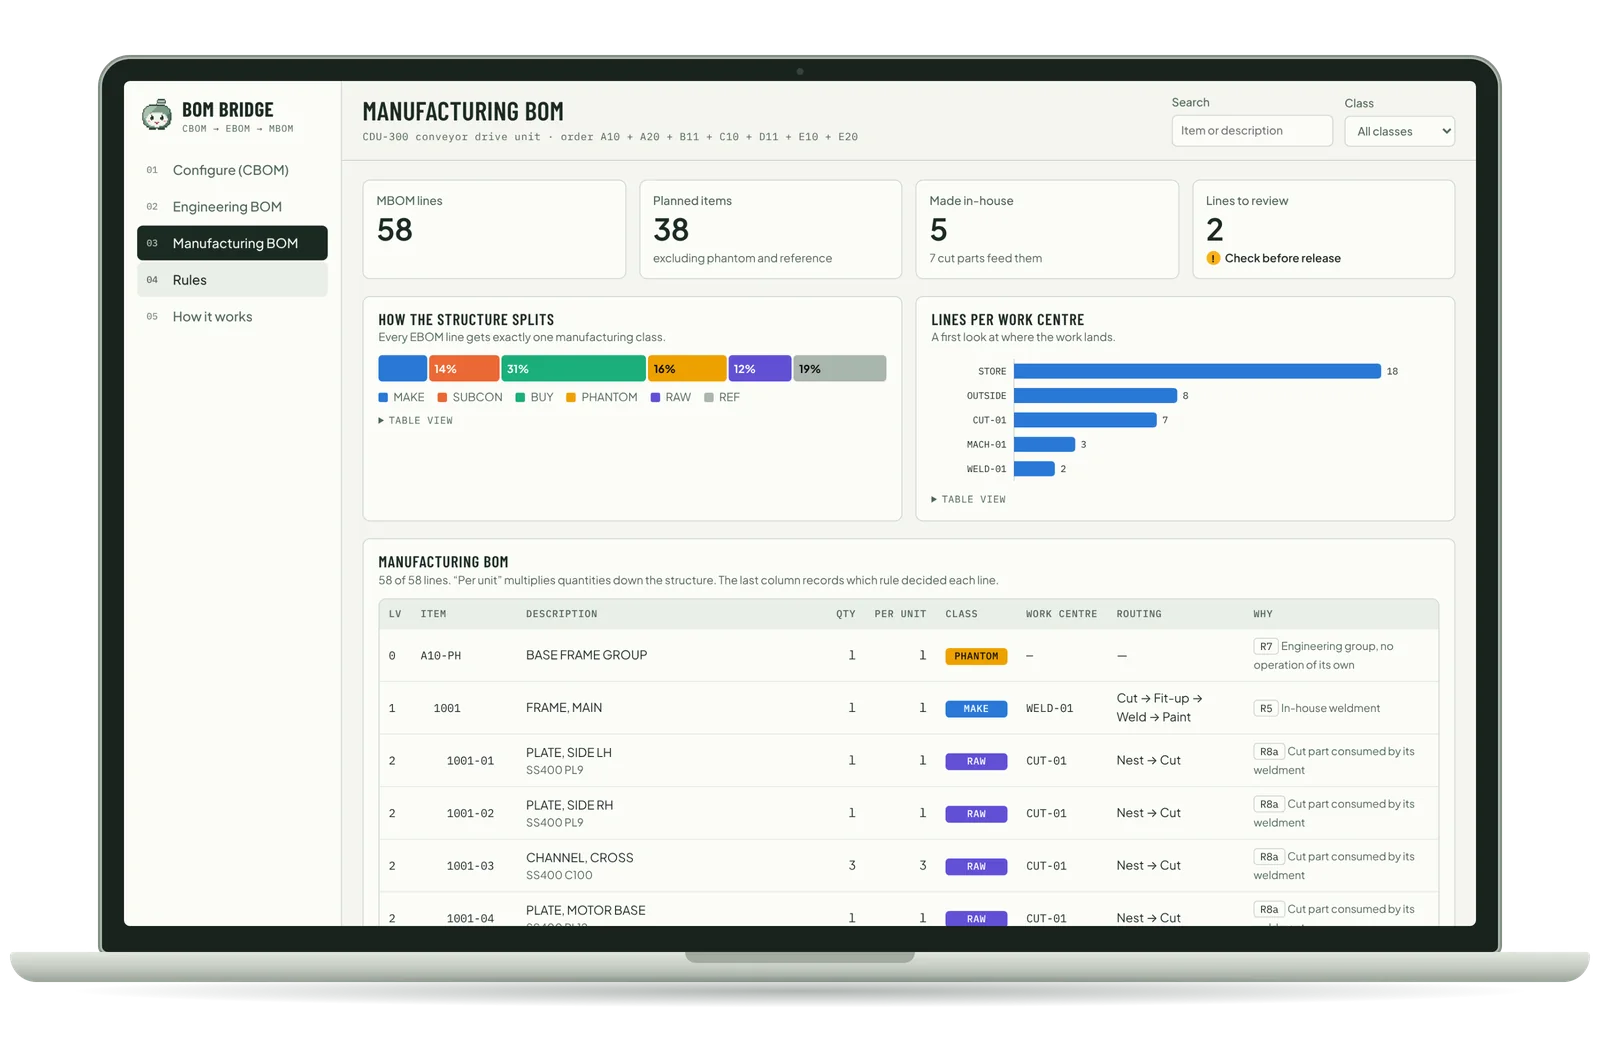 BOM BRIDGE
CBOM → EBOM → MBOM
01 Configure (CBOM)
02 Engineering BOM
03 Manufacturing BOM
04 Rules
05 How it works
MANUFACTURING BOM
CDU-300 conveyor drive unit · order A10 + A20 + B11 + C10 + D11 + E10 + E20
Search
Item or description
Class
All classes
MBOM lines
58
Planned items
38
excluding phantom and reference
Made in-house
5
7 cut parts feed them
Lines to review
2
! Check before release
HOW THE STRUCTURE SPLITS
Every EBOM line gets exactly one manufacturing class.
14% 31% 16% 12% 19%
MAKE SUBCON BUY PHANTOM RAW REF
TABLE VIEW
LINES PER WORK CENTRE
A first look at where the work lands.
STORE 18
OUTSIDE 8
CUT-01 7
MACH-01 3
WELD-01 2
TABLE VIEW
MANUFACTURING BOM
58 of 58 lines. “Per unit” multiplies quantities down the structure. The last column records which rule decided each line.
LV ITEM DESCRIPTION QTY PER UNIT CLASS WORK CENTRE ROUTING WHY
0 A10-PH BASE FRAME GROUP 1 1 PHANTOM — — R7 Engineering group, no
operation of its own
1 1001 FRAME, MAIN 1 1 MAKE WELD-01 Cut → Fit-up →
Weld → Paint
R5 In-house weldment
2 1001-01 PLATE, SIDE LH 1 1 RAW CUT-01 Nest → Cut R8a Cut part consumed by its
SS400 PL9 weldment
2 1001-02 PLATE, SIDE RH 1 1 RAW CUT-01 Nest → Cut R8a Cut part consumed by its
SS400 PL9 weldment
2 1001-03 CHANNEL, CROSS 3 3 RAW CUT-01 Nest → Cut R8a Cut part consumed by its
SS400 C100 weldment
2 1001-04 PLATE, MOTOR BASE 1 1 RAW CUT-01 Nest → Cut R8a Cut part consumed by its